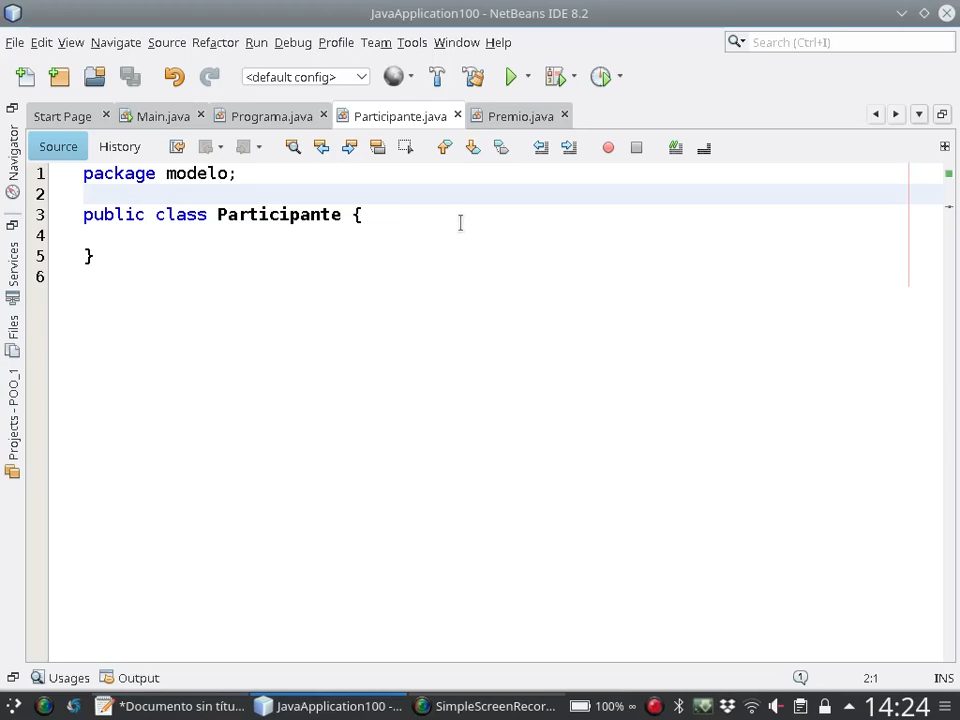 JavaApplication100 - NetBeans IDE 8.2
File Edit View Navigate Source Refactor Run Debug Profile Team Tools Window Help
Search (Ctrl+I)
<default config>
Start Page Main.java Programa.java Participante.java Premio.java
Source History
1 package modelo;
2
3 public class Participante {
4
5 }
6
Navigator
Services
Files
Projects - POO_1
Usages Output
1
2:1 INS
*Documento sin títu... JavaApplication100 -... SimpleScreenRecor... 100% ∞ 14:24